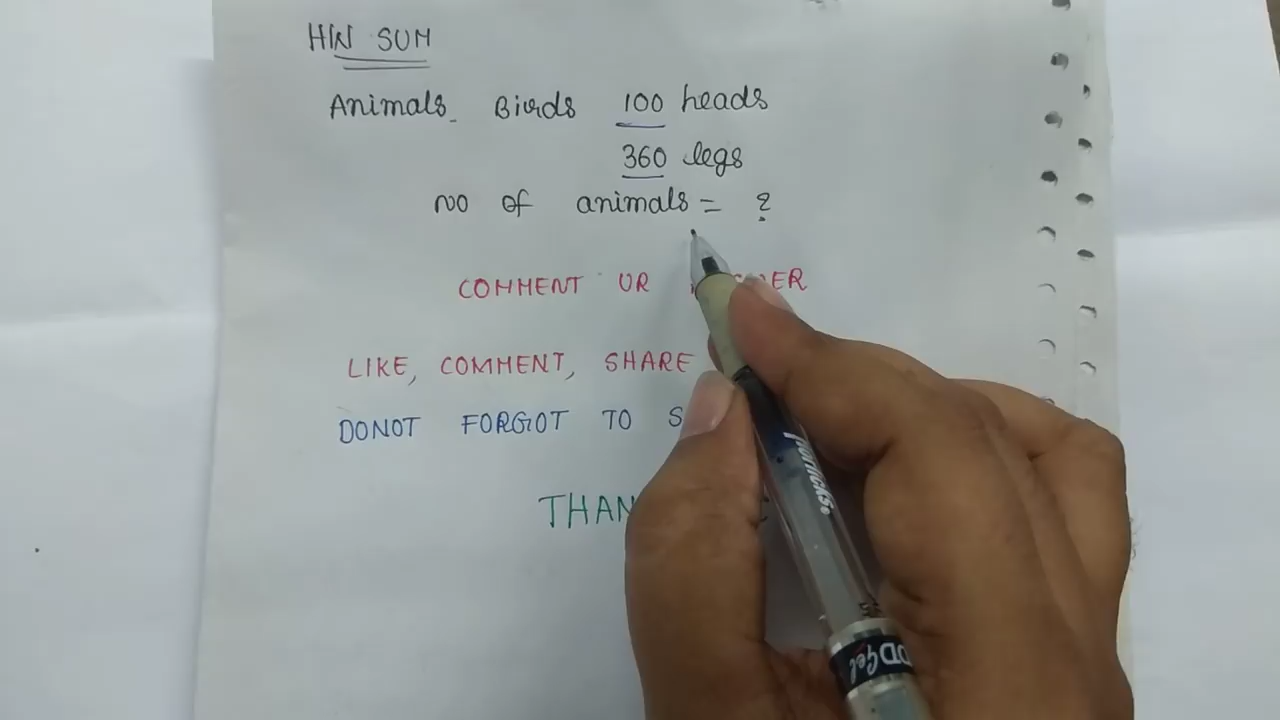 HW SUM
Animals Birds 100 heads
360 legs
no of animals = ?
COMMENT UR
LIKE, COMMENT, SHARE
DONOT FORGOT TO